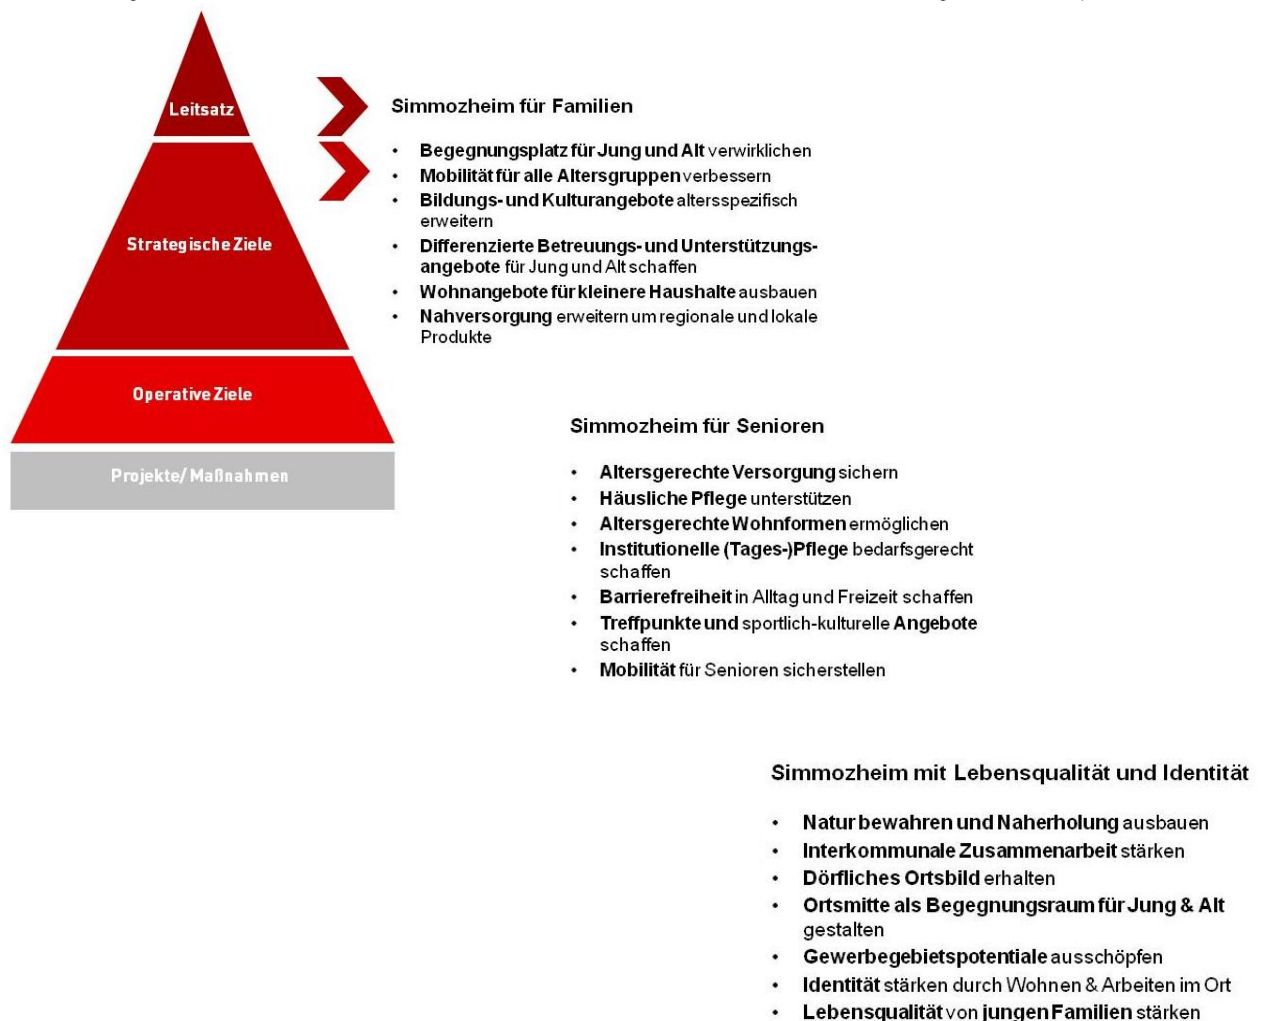 Leitsatz
Strategische Ziele
Operative Ziele
Projekte/ Maßnahmen
Simmozheim für Familien
• Begegnungsplatz für Jung und Alt verwirklichen
• Mobilität für alle Altersgruppen verbessern
• Bildungs- und Kulturangebote altersspezifisch
erweitern
• Differenzierte Betreuungs- und Unterstützungs-
angebote für Jung und Alt schaffen
• Wohnangebote für kleinere Haushalte ausbauen
• Nahversorgung erweitern um regionale und lokale
Produkte
Simmozheim für Senioren
• Altersgerechte Versorgung sichern
• Häusliche Pflege unterstützen
• Altersgerechte Wohnformen ermöglichen
• Institutionelle (Tages-)Pflege bedarfsgerecht
schaffen
• Barrierefreiheit in Alltag und Freizeit schaffen
• Treffpunkte und sportlich-kulturelle Angebote
schaffen
• Mobilität für Senioren sicherstellen
Simmozheim mit Lebensqualität und Identität
• Natur bewahren und Naherholung ausbauen
• Interkommunale Zusammenarbeit stärken
• Dörfliches Ortsbild erhalten
• Ortsmitte als Begegnungsraum für Jung & Alt
gestalten
• Gewerbegebietspotentiale ausschöpfen
• Identität stärken durch Wohnen & Arbeiten im Ort
• Lebensqualität von jungen Familien stärken